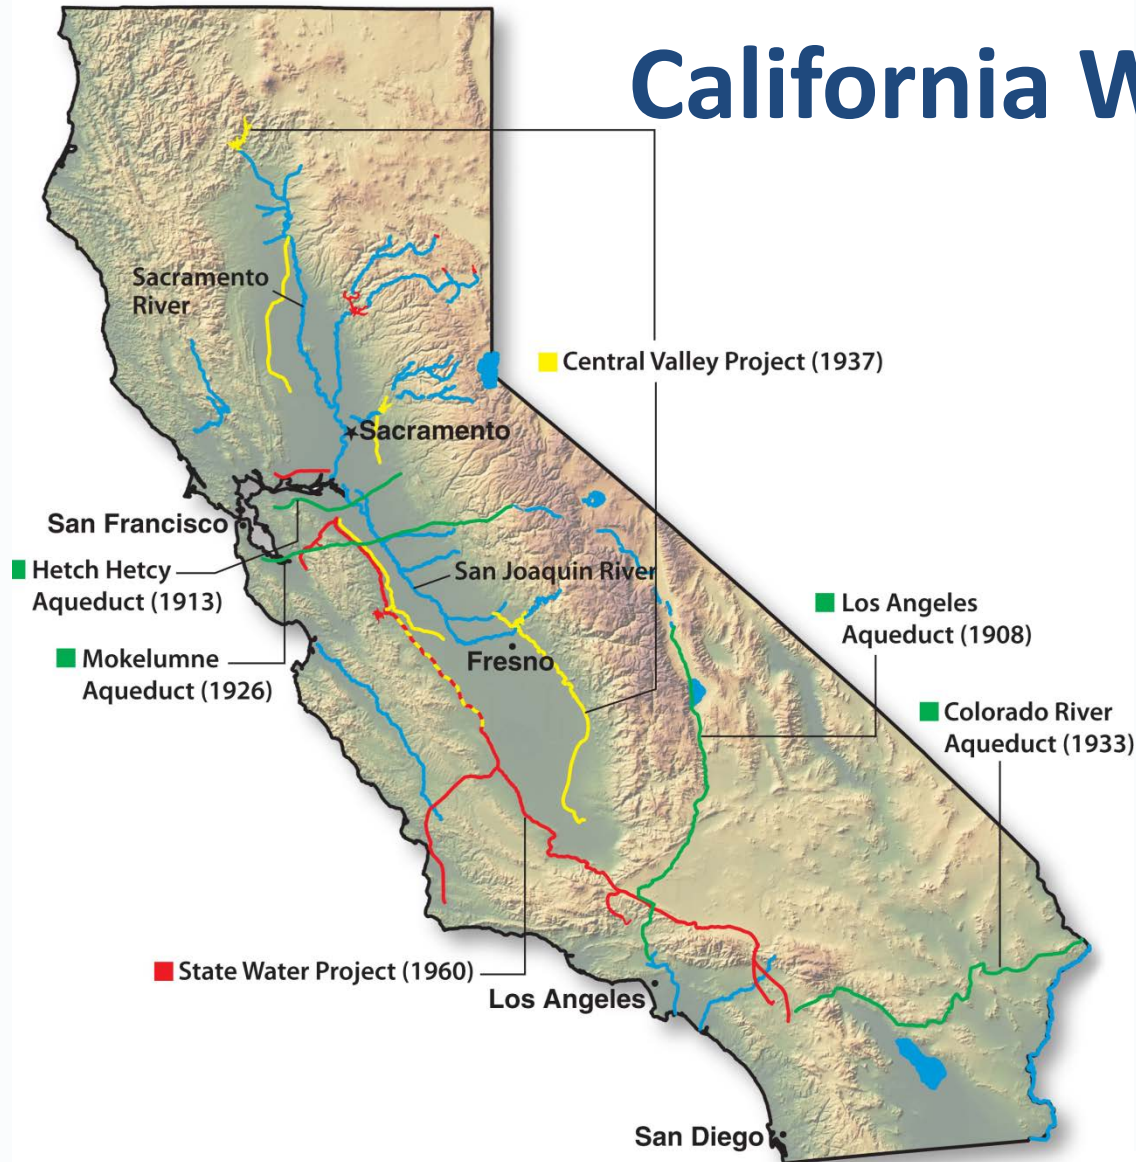 California W
Sacramento
River
Central Valley Project (1937)
Sacramento
San Francisco
Hetch Hetcy
Aqueduct (1913)
San Joaquin River
Los Angeles
Aqueduct (1908)
Mokelumne
Aqueduct (1926)
Fresno
Colorado River
Aqueduct (1933)
State Water Project (1960)
Los Angeles
San Diego